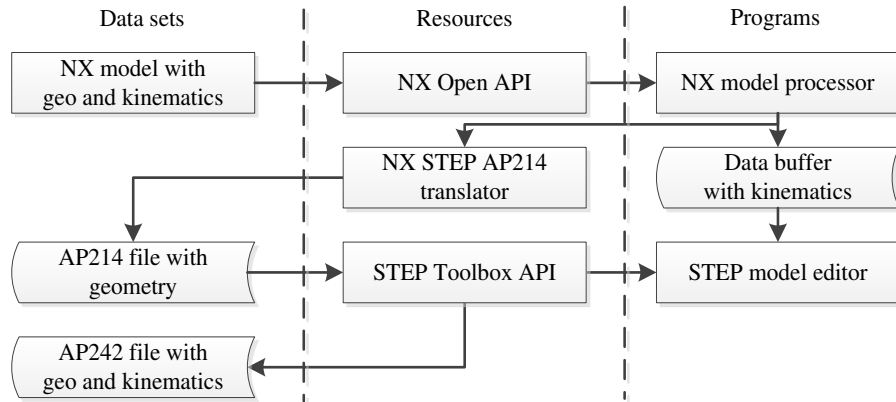 Data sets
Resources
Programs
NX model with
geo and kinematics
NX Open API
NX model processor
NX STEP AP214
translator
Data buffer
with kinematics
AP214 file with
geometry
STEP Toolbox API
STEP model editor
AP242 file with
geo and kinematics